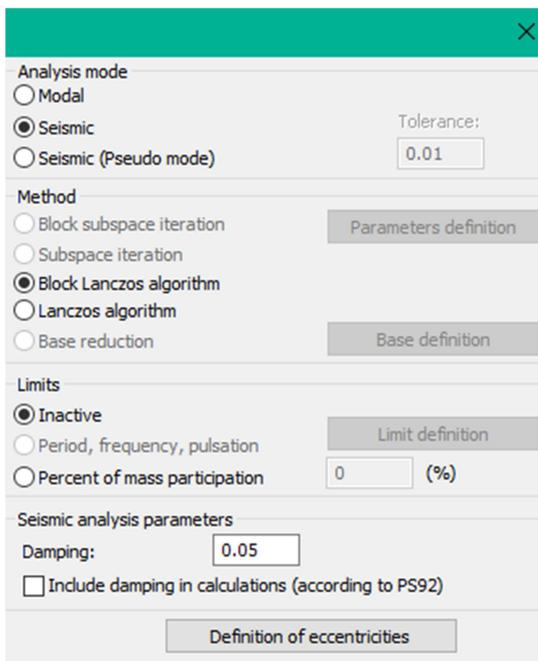 Analysis mode
Modal
Seismic
Tolerance:
Seismic (Pseudo mode)
0.01
Method
Block subspace iteration
Parameters definition
Subspace iteration
Block Lanczos algorithm
Lanczos algorithm
Base reduction
Base definition
Limits
Inactive
Limit definition
Period, frequency, pulsation
Percent of mass participation
0
(%)
Seismic analysis parameters
Damping:
0.05
Include damping in calculations (according to PS92)
Definition of eccentricities